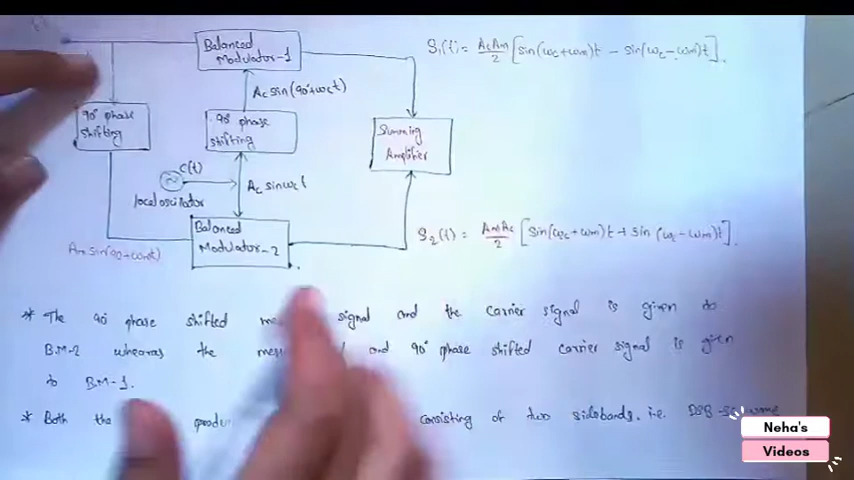 Balanced
Modulator-1
S₁(t) = AcAm/2 [sin(ωc+ωm)t - sin(ωc-ωm)t].
Ac sin(90°+ωct)
90° phase
shifting
90° phase
shifting
Summing
Amplifier
c(t)
local oscillator
Ac sinωct
Balanced
Modulator-2
Am sin(90+ωmt)
S₂(t) = AmAc/2 [sin(ωc+ωm)t + sin(ωc-ωm)t].
* The 90° phase shifted signal and the carrier signal is given to
B.M-2 wheareas the and 90° phase shifted carrier signal is given
to B.M-1.
* Both the consisting of two sidebands. i.e. DSB-SC
Neha's
Videos